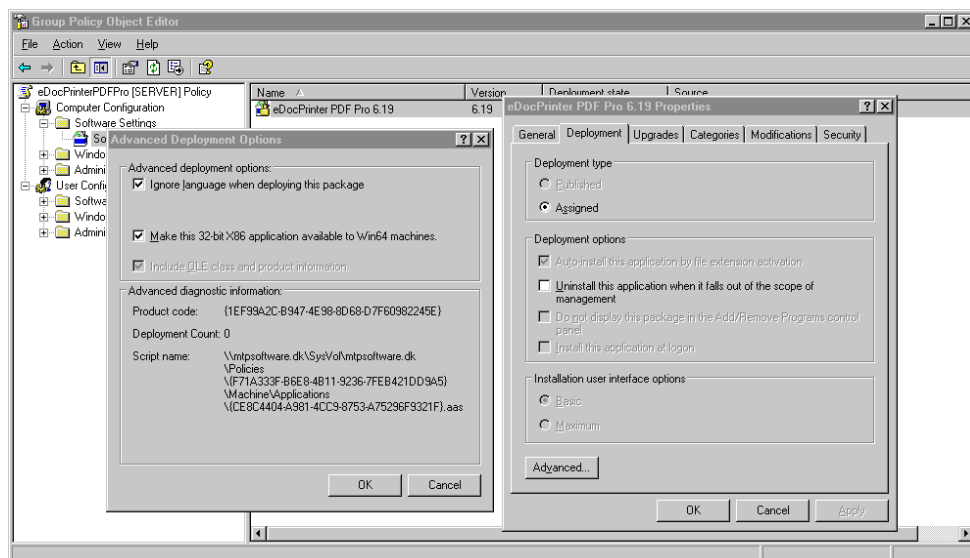 Group Policy Object Editor
File Action View Help
eDocPrinterPDFPro [SERVER] Policy
Computer Configuration
Software Settings
So
Windo
Admini
User Confi
Softwa
Windo
Admini
Name Version Deployment state Source
eDocPrinter PDF Pro 6.19 6.19
Advanced Deployment Options
Advanced deployment options:
Ignore language when deploying this package
Make this 32-bit X86 application available to Win64 machines.
Include OLE class and product information.
Advanced diagnostic information:
Product code: {1EF99A2C-B947-4E98-8D68-D7F60982245E}
Deployment Count: 0
Script name: \\mtpsoftware.dk\SysVol\mtpsoftware.dk
\Policies
\{F71A333F-B6E8-4B11-9236-7FEB421DD9A5}
\Machine\Applications
\{CE8C4404-A981-4CC9-8753-A75296F9321F}.aas
OK Cancel
eDocPrinter PDF Pro 6.19 Properties
General Deployment Upgrades Categories Modifications Security
Deployment type
Published
Assigned
Deployment options
Auto-install this application by file extension activation
Uninstall this application when it falls out of the scope of
management
Do not display this package in the Add/Remove Programs control
panel
Install this application at logon
Installation user interface options
Basic
Maximum
Advanced...
OK Cancel Apply